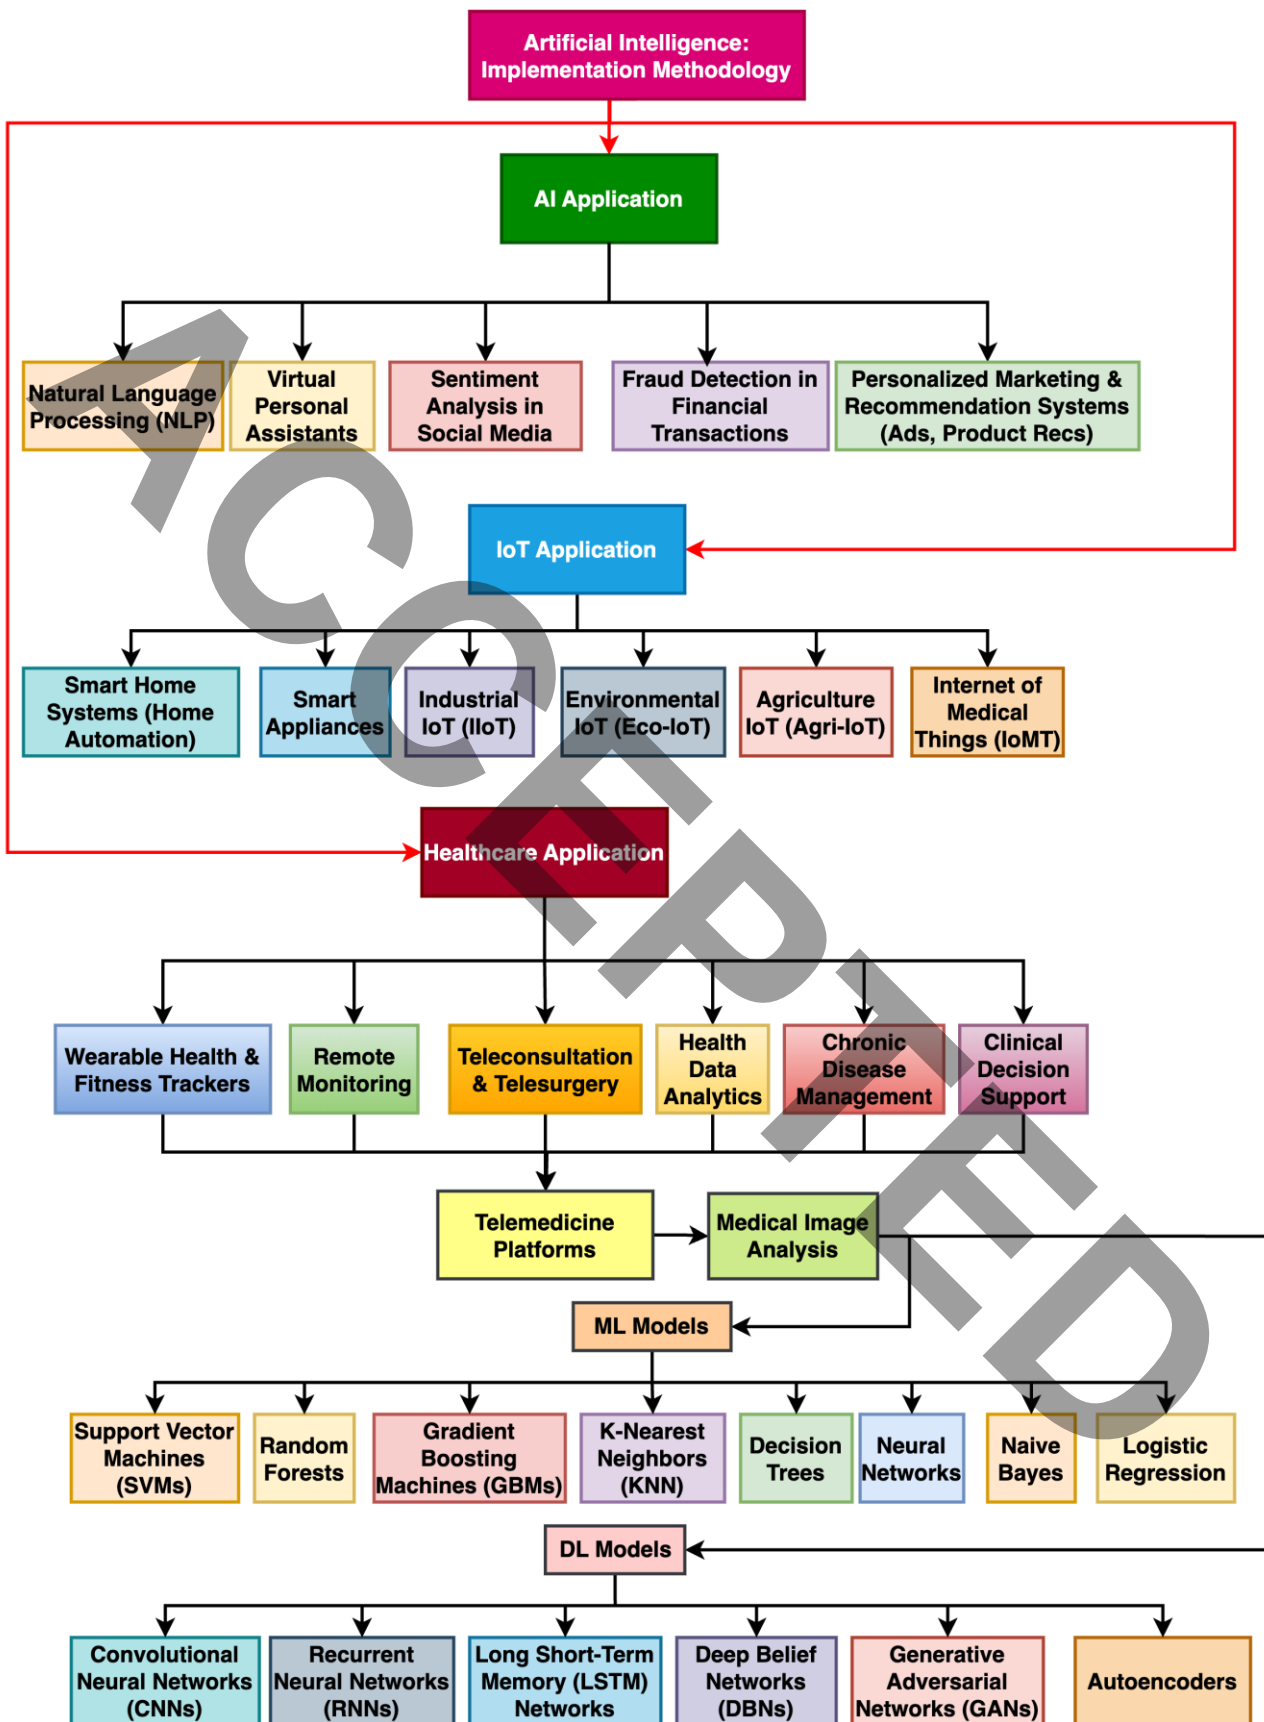 Artificial Intelligence:
Implementation Methodology
AI Application
Natural Language
Processing (NLP)
Virtual
Personal
Assistants
Sentiment
Analysis in
Social Media
Fraud Detection in
Financial
Transactions
Personalized Marketing &
Recommendation Systems
(Ads, Product Recs)
IoT Application
Smart Home
Systems (Home
Automation)
Smart
Appliances
Industrial
IoT (IIoT)
Environmental
IoT (Eco-IoT)
Agriculture
IoT (Agri-IoT)
Internet of
Medical
Things (IoMT)
Healthcare Application
Wearable Health &
Fitness Trackers
Remote
Monitoring
Teleconsultation
& Telesurgery
Health
Data
Analytics
Chronic
Disease
Management
Clinical
Decision
Support
Telemedicine
Platforms
Medical Image
Analysis
ML Models
Support Vector
Machines
(SVMs)
Random
Forests
Gradient
Boosting
Machines (GBMs)
K-Nearest
Neighbors
(KNN)
Decision
Trees
Neural
Networks
Naive
Bayes
Logistic
Regression
DL Models
Convolutional
Neural Networks
(CNNs)
Recurrent
Neural Networks
(RNNs)
Long Short-Term
Memory (LSTM)
Networks
Deep Belief
Networks
(DBNs)
Generative
Adversarial
Networks (GANs)
Autoencoders
ACCEPTED